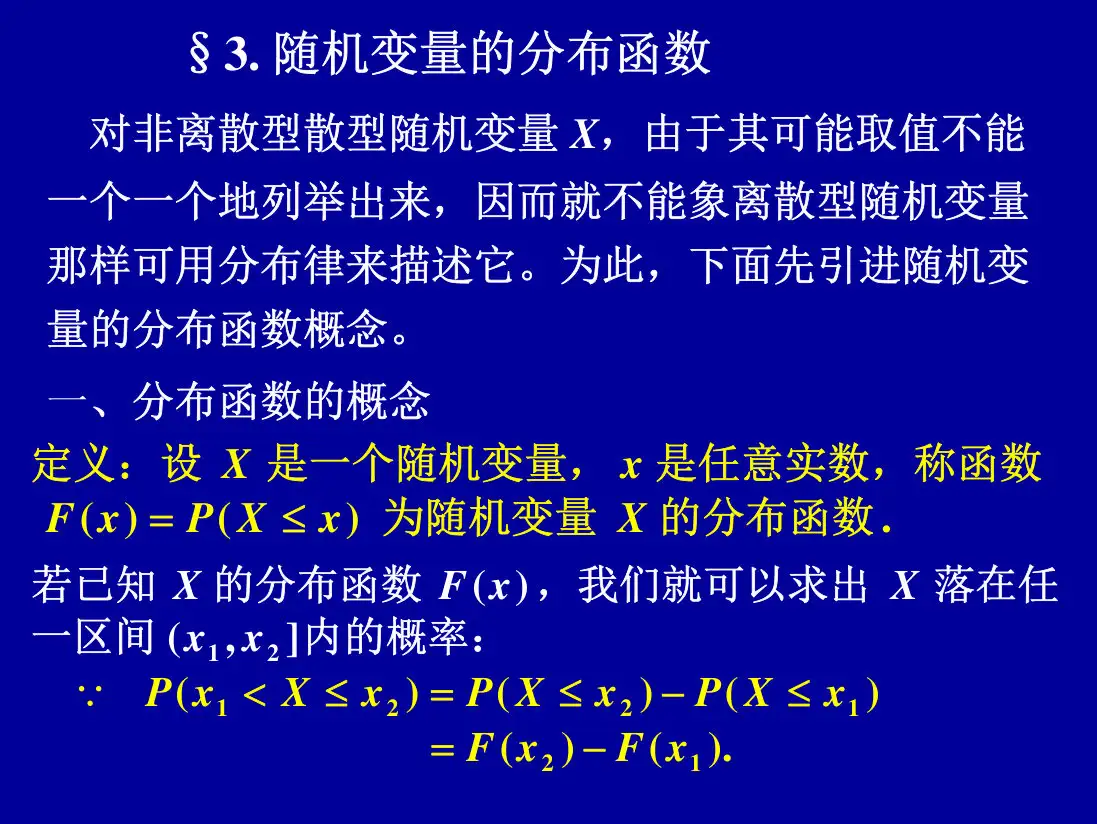 §3. 随机变量的分布函数
对非离散型散型随机变量 X，由于其可能取值不能
一个一个地列举出来，因而就不能象离散型随机变量
那样可用分布律来描述它。为此，下面先引进随机变
量的分布函数概念。
一、分布函数的概念
定义：设 X 是一个随机变量， x 是任意实数，称函数
F(x) = P(X ≤ x) 为随机变量 X 的分布函数.
若已知 X 的分布函数 F(x)，我们就可以求出 X 落在任
一区间 (x₁, x₂]内的概率：
∵ P(x₁ < X ≤ x₂) = P(X ≤ x₂) − P(X ≤ x₁)
= F(x₂) − F(x₁).